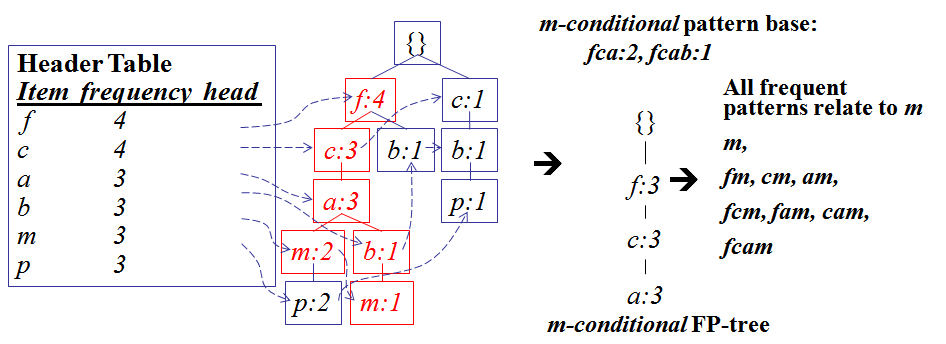 Header Table
Item frequency head
f 4
c 4
a 3
b 3
m 3
p 3
{}
f:4 c:1
c:3 b:1 b:1
a:3 p:1
m:2 b:1
p:2 m:1
m-conditional pattern base:
fca:2, fcab:1
{}
f:3
c:3
a:3
m-conditional FP-tree
All frequent
patterns relate to m
m,
fm, cm, am,
fcm, fam, cam,
fcam